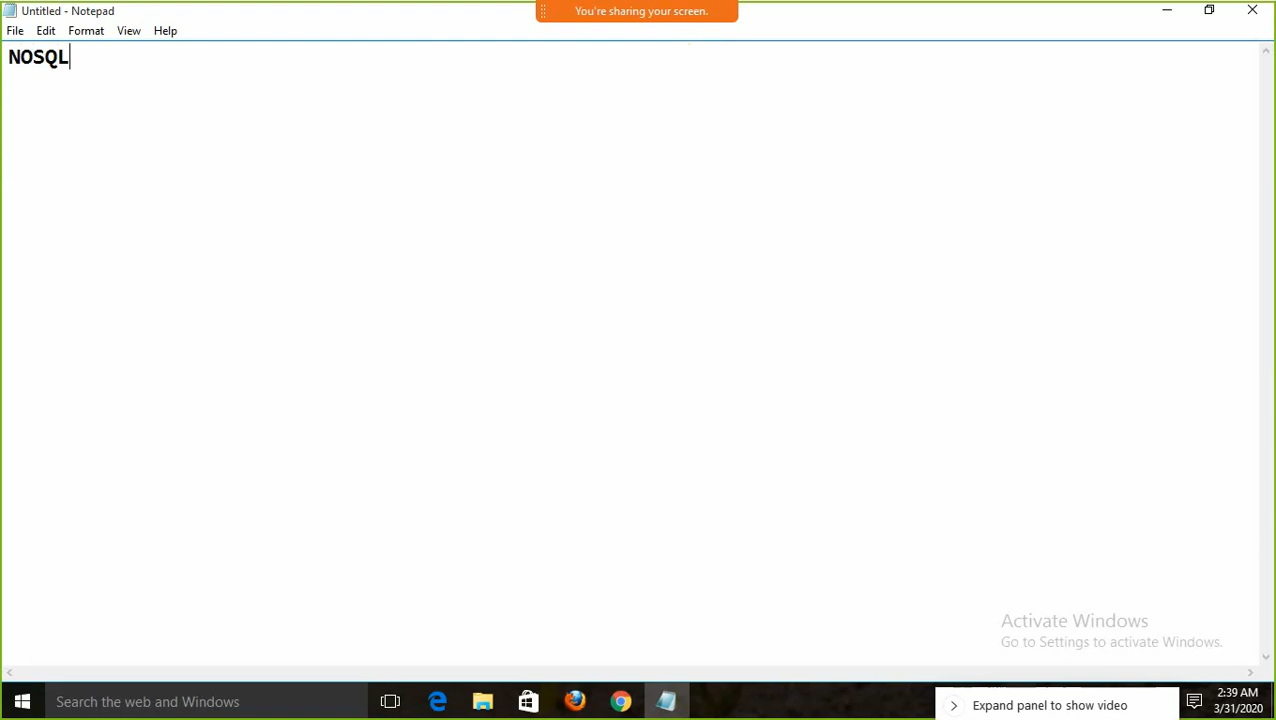 Untitled - Notepad
You're sharing your screen.
File Edit Format View Help
NOSQL
Activate Windows
Go to Settings to activate Windows.
Search the web and Windows
Expand panel to show video
2:39 AM
3/31/2020